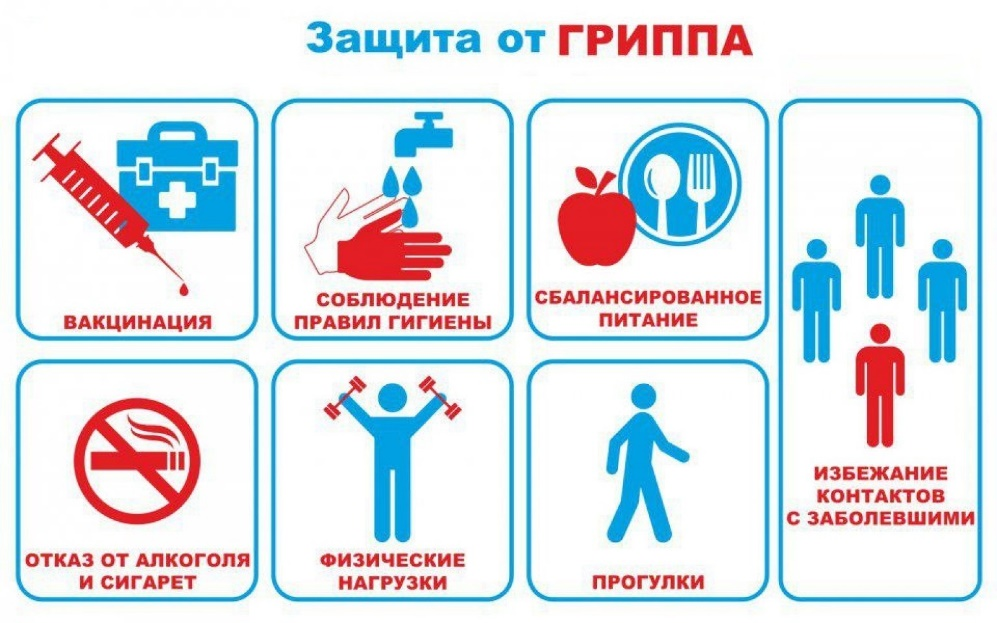 Защита от ГРИППА
ВАКЦИНАЦИЯ
СОБЛЮДЕНИЕ
ПРАВИЛ ГИГИЕНЫ
СБАЛАНСИРОВАННОЕ
ПИТАНИЕ
ОТКАЗ ОТ АЛКОГОЛЯ
И СИГАРЕТ
ФИЗИЧЕСКИЕ
НАГРУЗКИ
ПРОГУЛКИ
ИЗБЕЖАНИЕ
КОНТАКТОВ
С ЗАБОЛЕВШИМИ